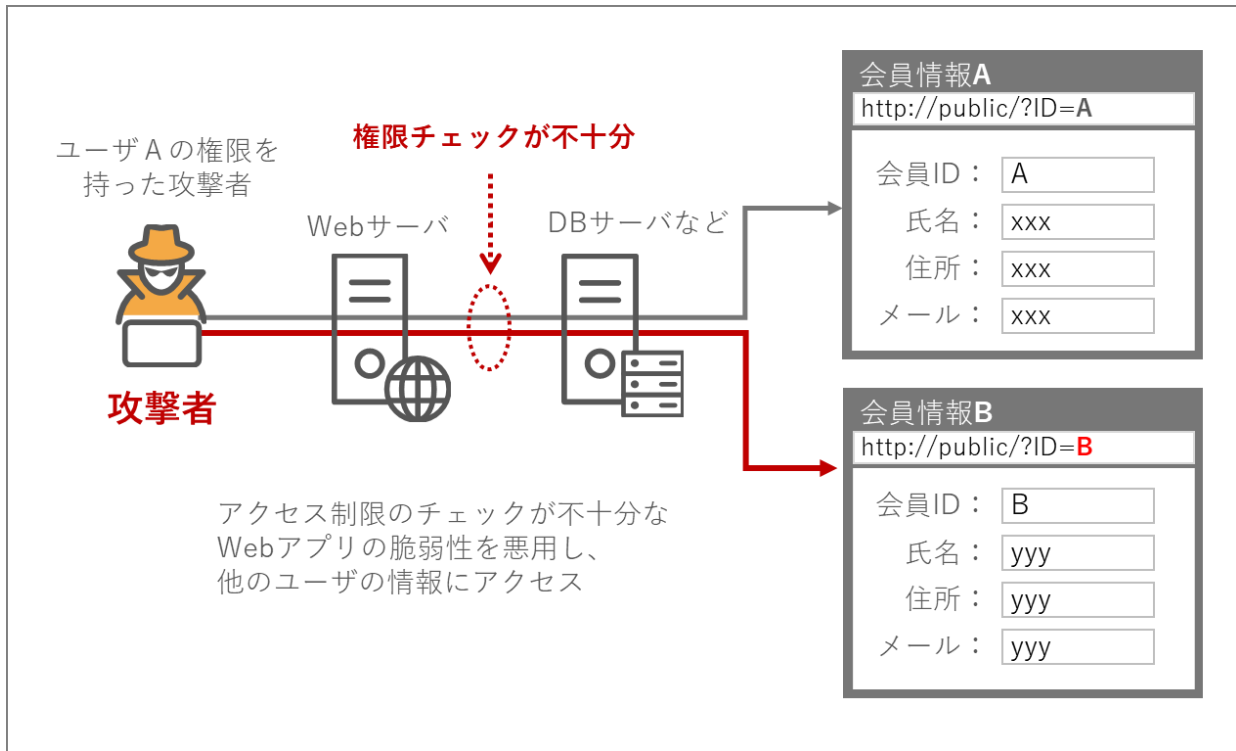 ユーザAの権限を
持った攻撃者
攻撃者
Webサーバ
権限チェックが不十分
DBサーバなど
アクセス制限のチェックが不十分な
Webアプリの脆弱性を悪用し、
他のユーザの情報にアクセス
会員情報A
http://public/?ID=A
会員ID： A
氏名： xxx
住所： xxx
メール： xxx
会員情報B
http://public/?ID=B
会員ID： B
氏名： yyy
住所： yyy
メール： yyy